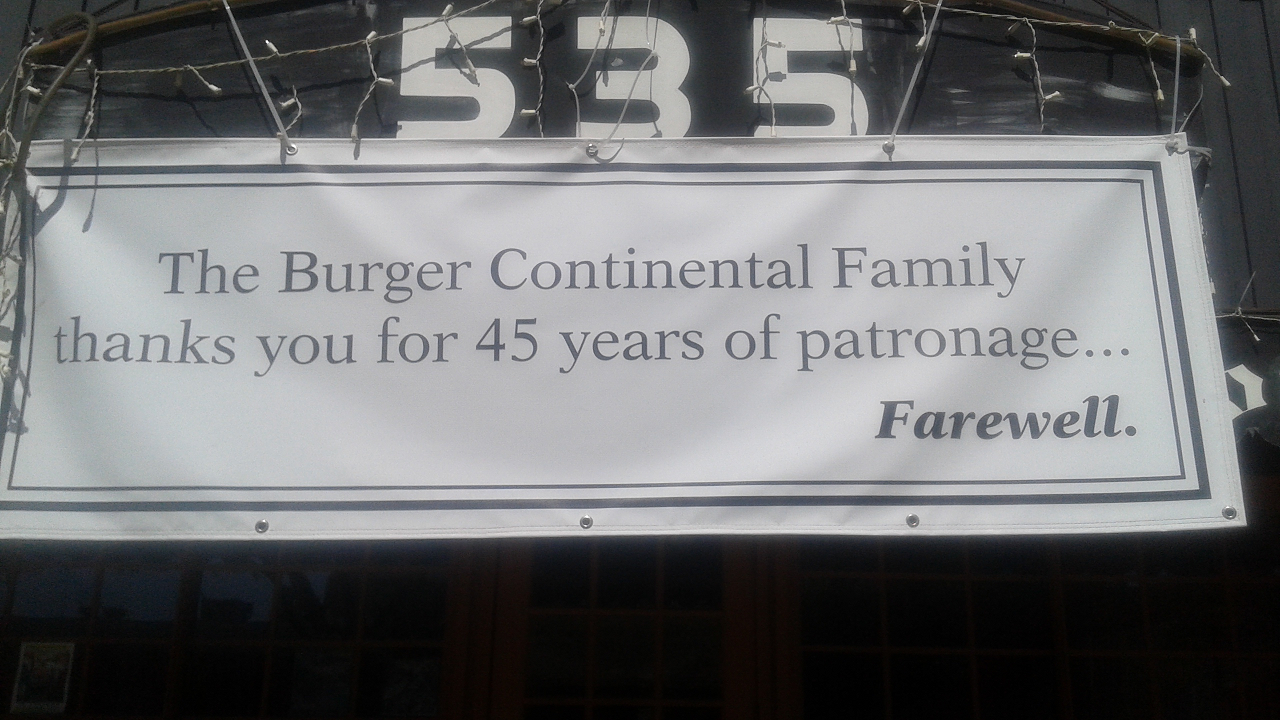 535
The Burger Continental Family
thanks you for 45 years of patronage...
Farewell.